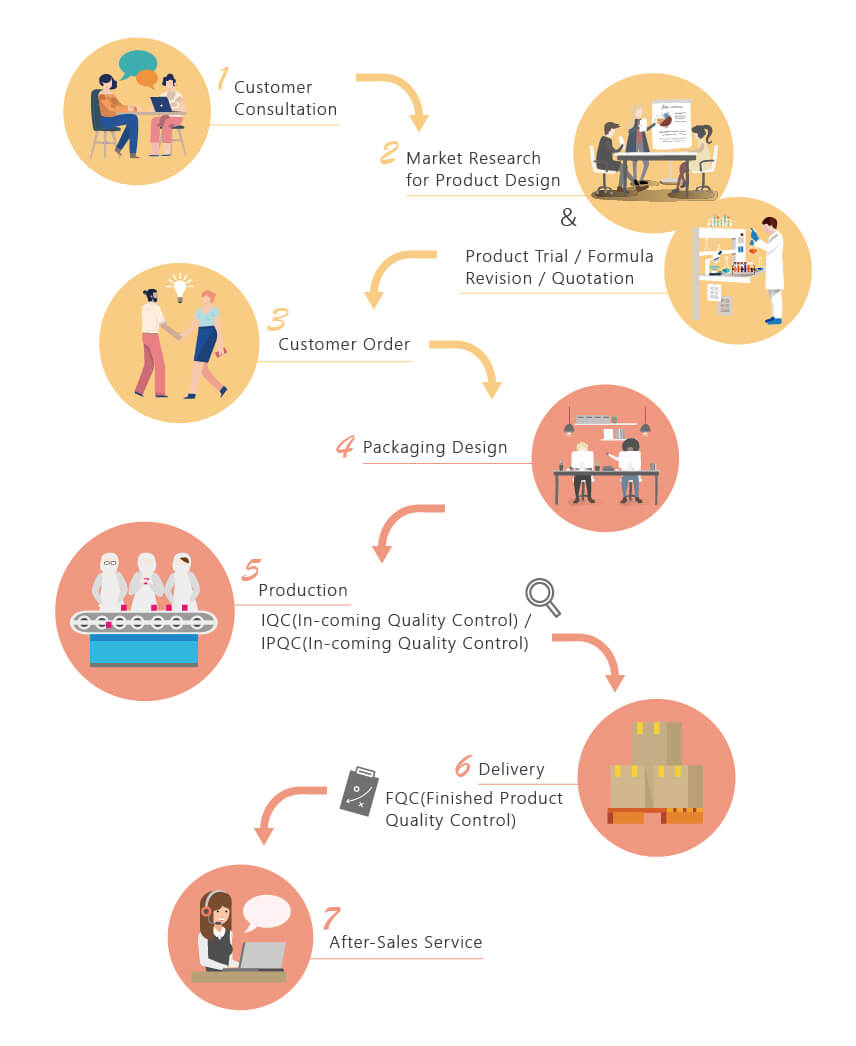 1
Customer
Consultation
2
Market Research
for Product Design
&
Product Trial / Formula
Revision / Quotation
3
Customer Order
4
Packaging Design
5
Production
IQC(In-coming Quality Control) /
IPQC(In-coming Quality Control)
6
Delivery
FQC(Finished Product
Quality Control)
7
After-Sales Service